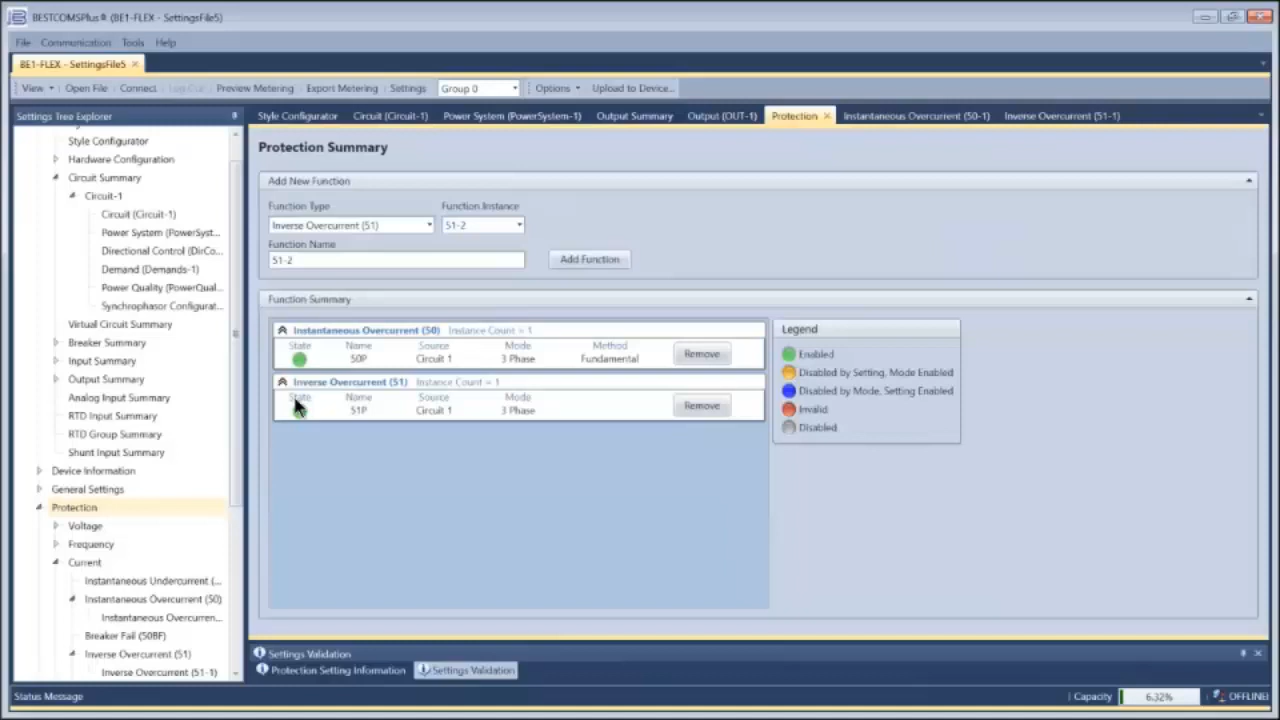 BESTCOMSPlus® (BE1-FLEX - SettingsFile5)
File Communication Tools Help
BE1-FLEX - SettingsFile5
View Open File Connect Log Out Preview Metering Export Metering Settings Group 0 Options Upload to Device...
Settings Tree Explorer
Style Configurator
Hardware Configuration
Circuit Summary
Circuit-1
Circuit (Circuit-1)
Power System (PowerSyst...
Directional Control (DirCo...
Demand (Demands-1)
Power Quality (PowerQual...
Synchrophasor Configurat...
Virtual Circuit Summary
Breaker Summary
Input Summary
Output Summary
Analog Input Summary
RTD Input Summary
RTD Group Summary
Shunt Input Summary
Device Information
General Settings
Protection
Voltage
Frequency
Current
Instantaneous Undercurrent (...
Instantaneous Overcurrent (50)
Instantaneous Overcurren...
Breaker Fail (50BF)
Inverse Overcurrent (51)
Inverse Overcurrent (51-1)
Style Configurator Circuit (Circuit-1) Power System (PowerSystem-1) Output Summary Output (OUT-1) Protection Instantaneous Overcurrent (50-1) Inverse Overcurrent (51-1)
Protection Summary
Add New Function
Function Type Function Instance
Inverse Overcurrent (51) 51-2
Function Name
51-2 Add Function
Function Summary
Instantaneous Overcurrent (50) Instance Count = 1
State Name Source Mode Method
50P Circuit 1 3 Phase Fundamental Remove
Inverse Overcurrent (51) Instance Count = 1
State Name Source Mode
51P Circuit 1 3 Phase Remove
Legend
Enabled
Disabled by Setting, Mode Enabled
Disabled by Mode, Setting Enabled
Invalid
Disabled
Settings Validation
Protection Setting Information Settings Validation
Status Message Capacity 6.32% OFFLINE